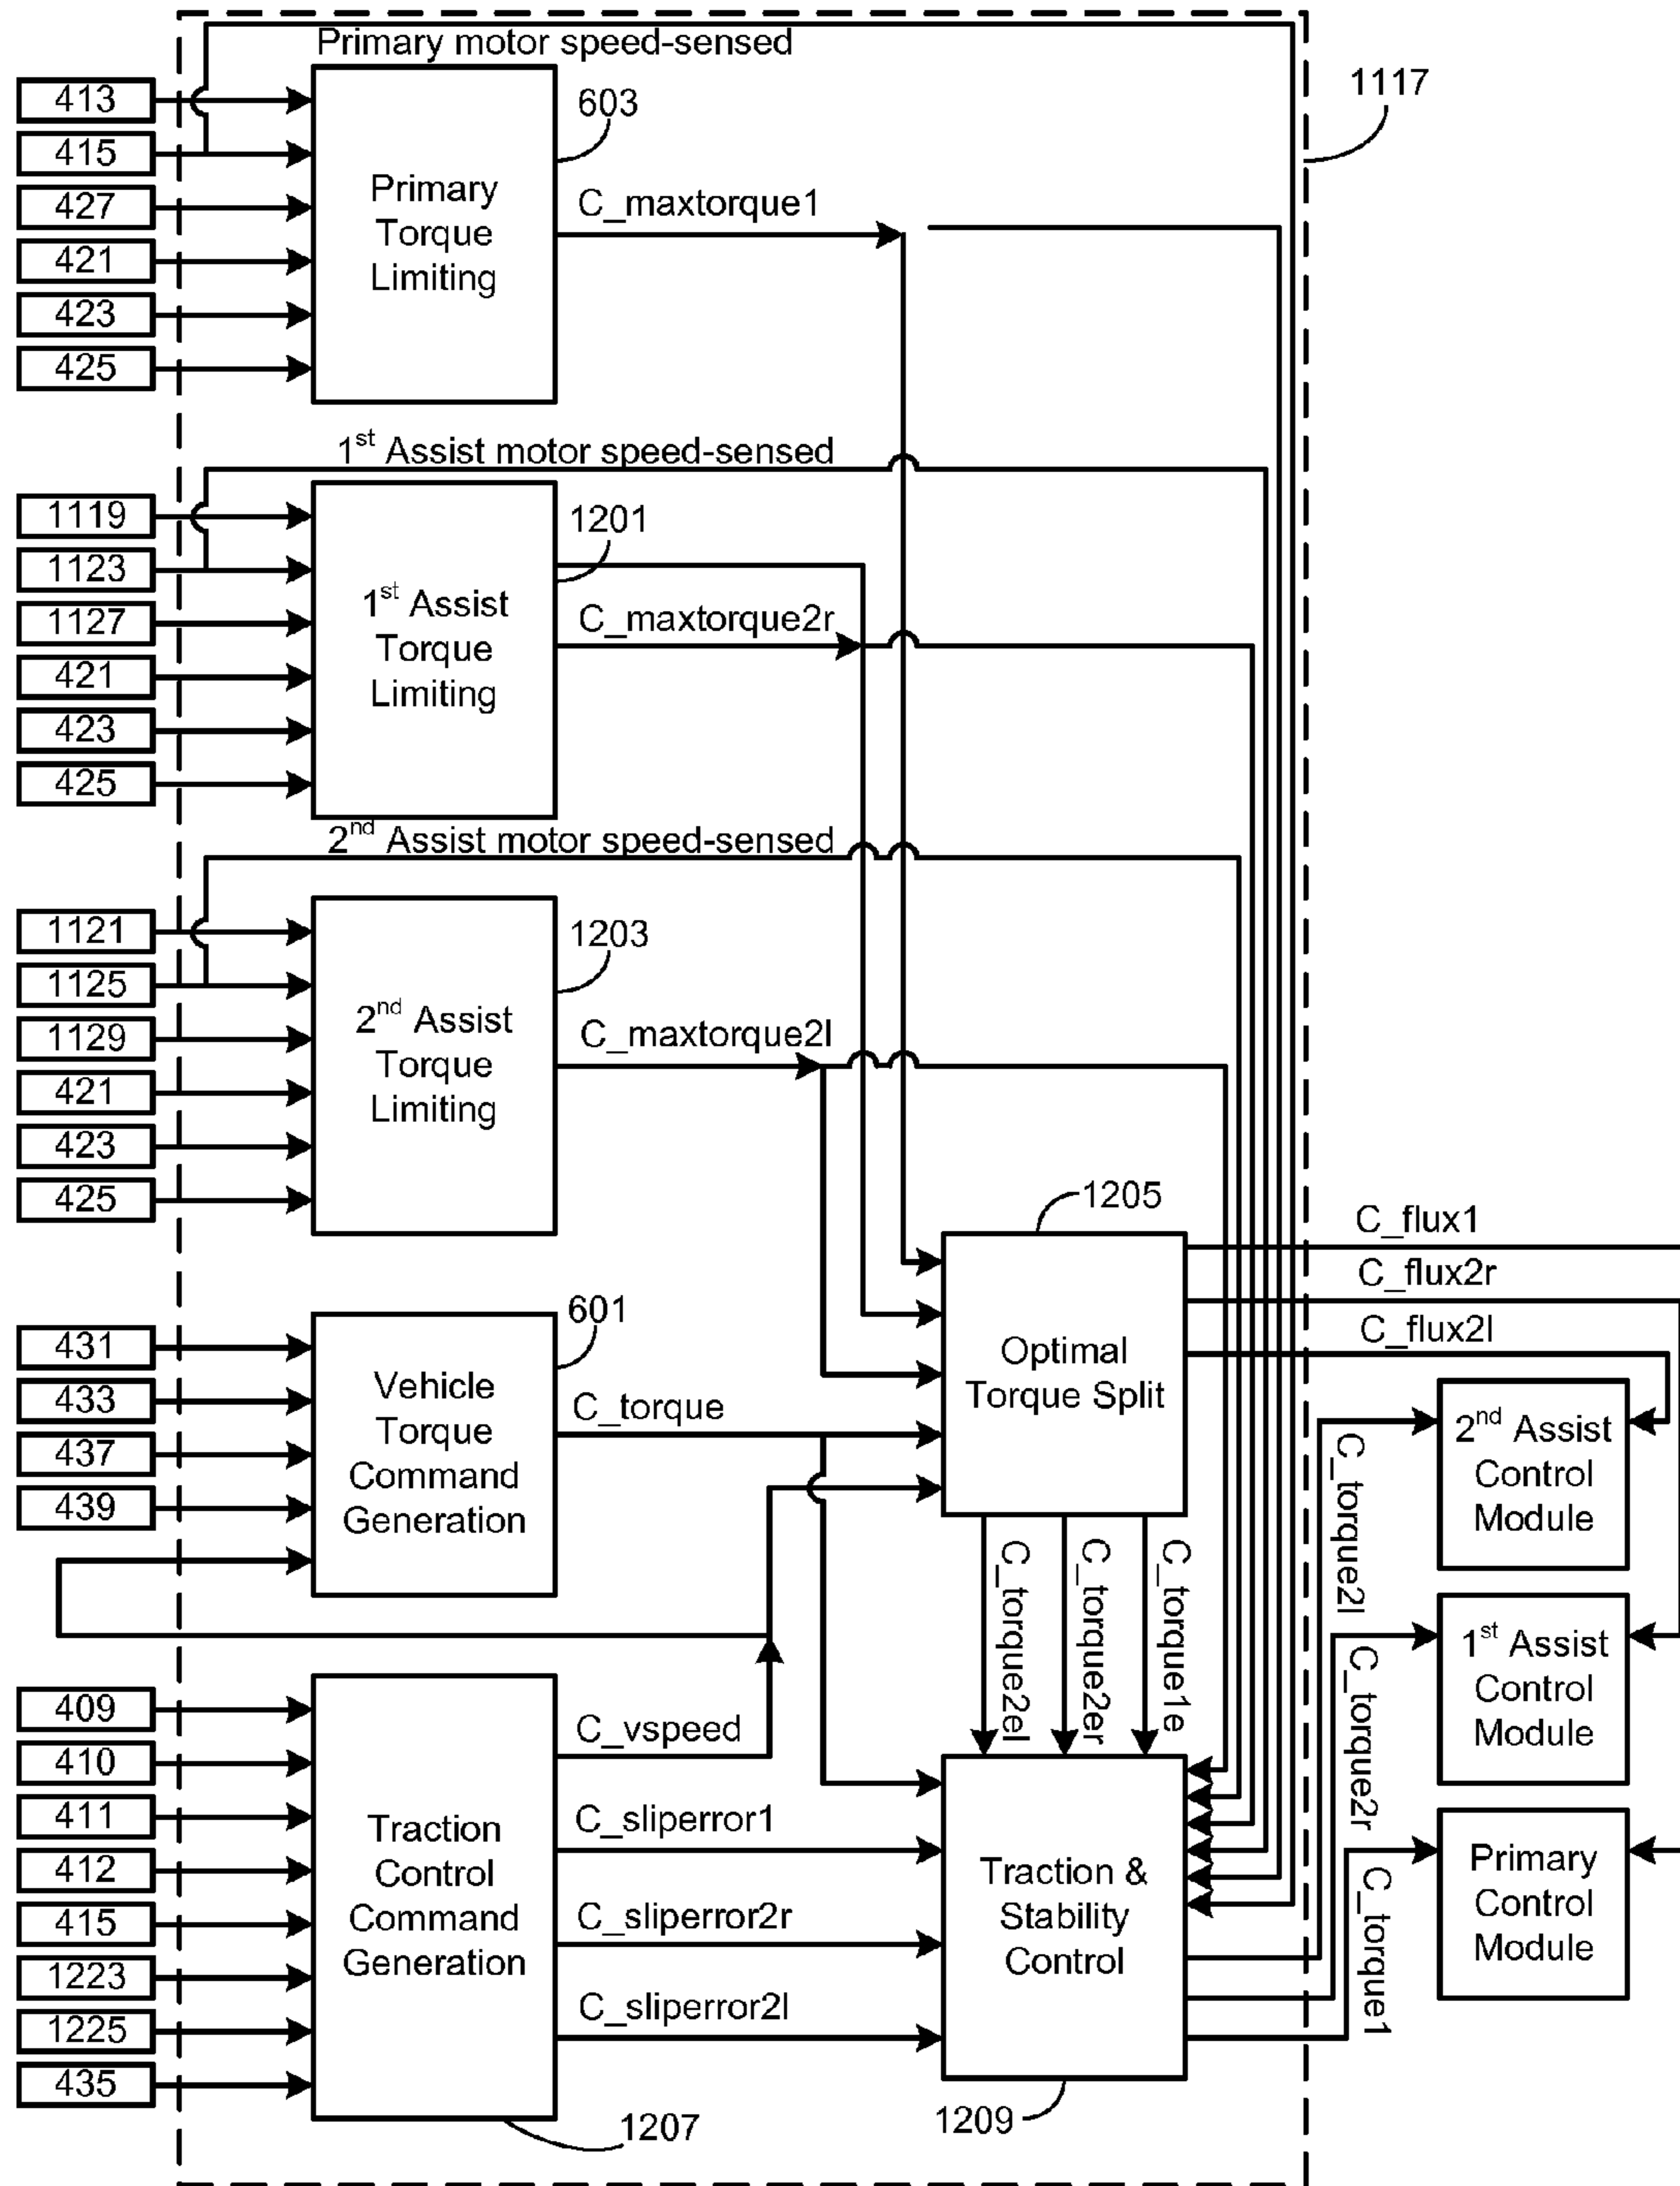 Primary motor speed-sensed
413
415
427
421
423
425
603
1117
Primary
Torque
Limiting
C_maxtorque1
1st Assist motor speed-sensed
1119
1123
1127
421
423
425
1201
1st Assist
Torque
Limiting
C_maxtorque2r
2nd Assist motor speed-sensed
1121
1125
1129
421
423
425
1203
2nd Assist
Torque
Limiting
C_maxtorque2l
1205
Optimal
Torque Split
C_flux1
C_flux2r
C_flux2l
431
433
437
439
601
Vehicle
Torque
Command
Generation
C_torque
C_torque2el
C_torque2er
C_torque1e
C_torque2l
C_torque2r
C_torque1
2nd Assist
Control
Module
1st Assist
Control
Module
Primary
Control
Module
409
410
411
412
415
1223
1225
435
Traction
Control
Command
Generation
1207
C_vspeed
C_sliperror1
C_sliperror2r
C_sliperror2l
Traction &
Stability
Control
1209